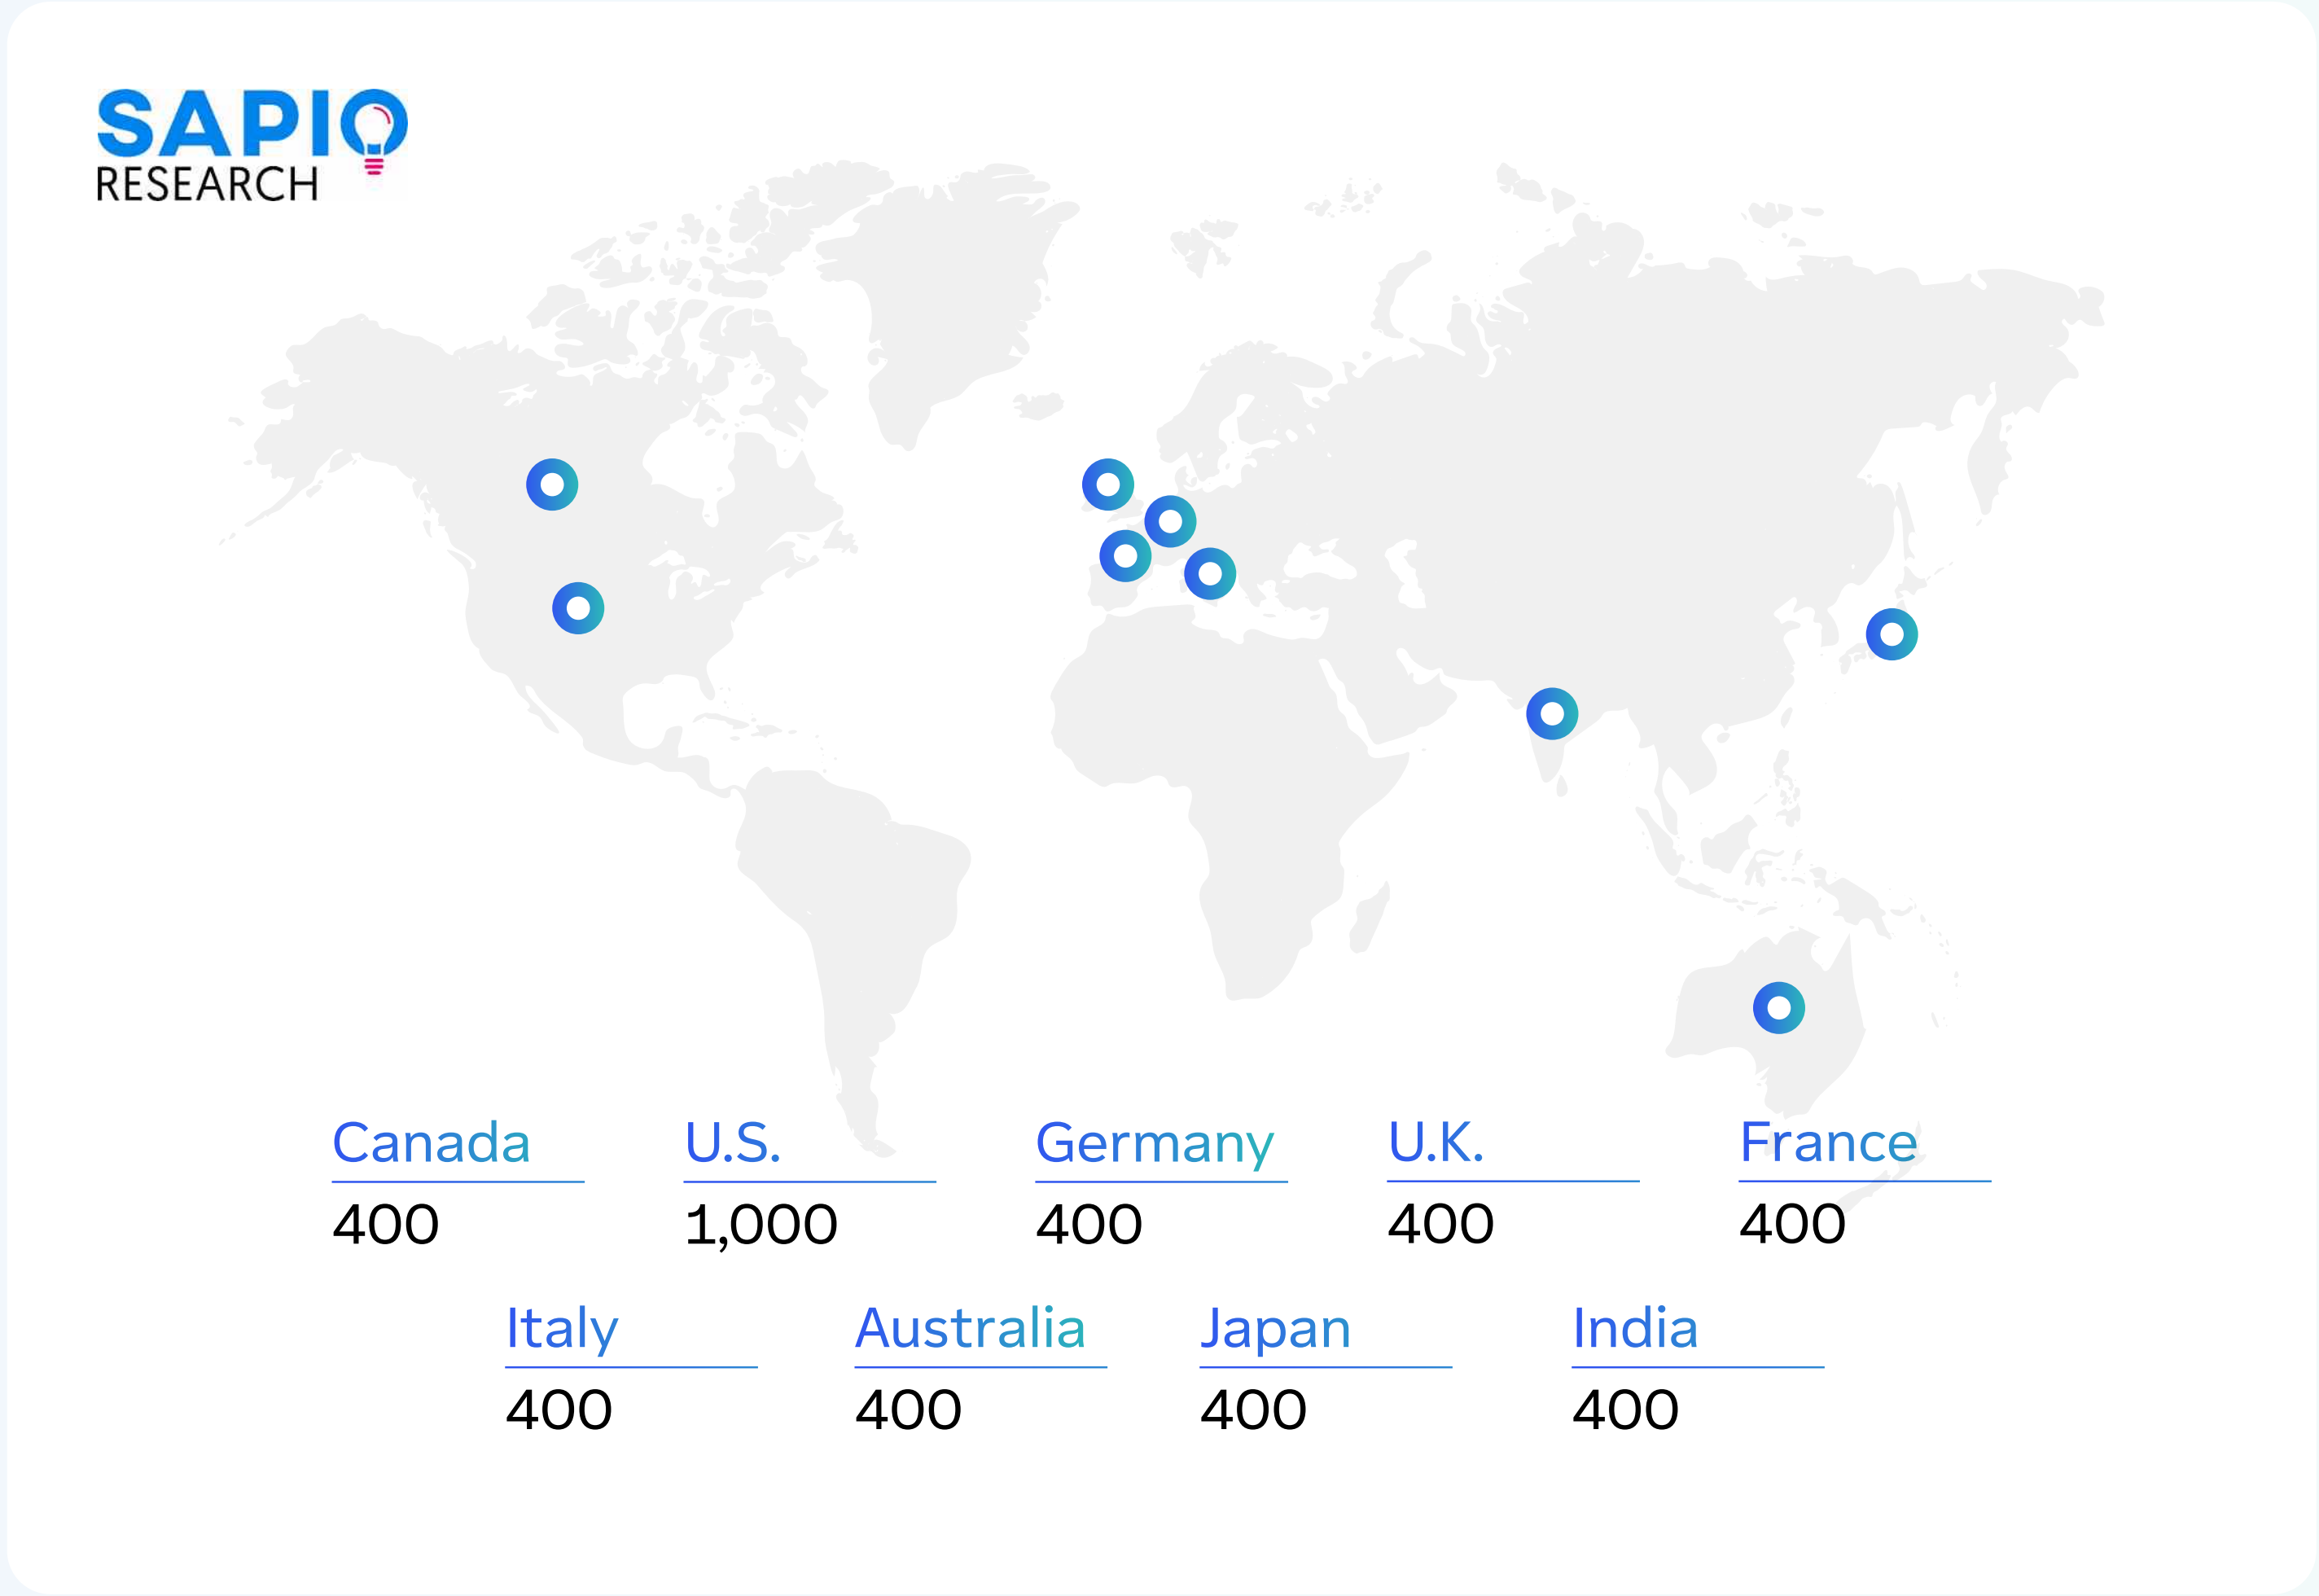 SAPIO
RESEARCH
Canada U.S. Germany U.K. France
400 1,000 400 400 400
Italy Australia Japan India
400 400 400 400